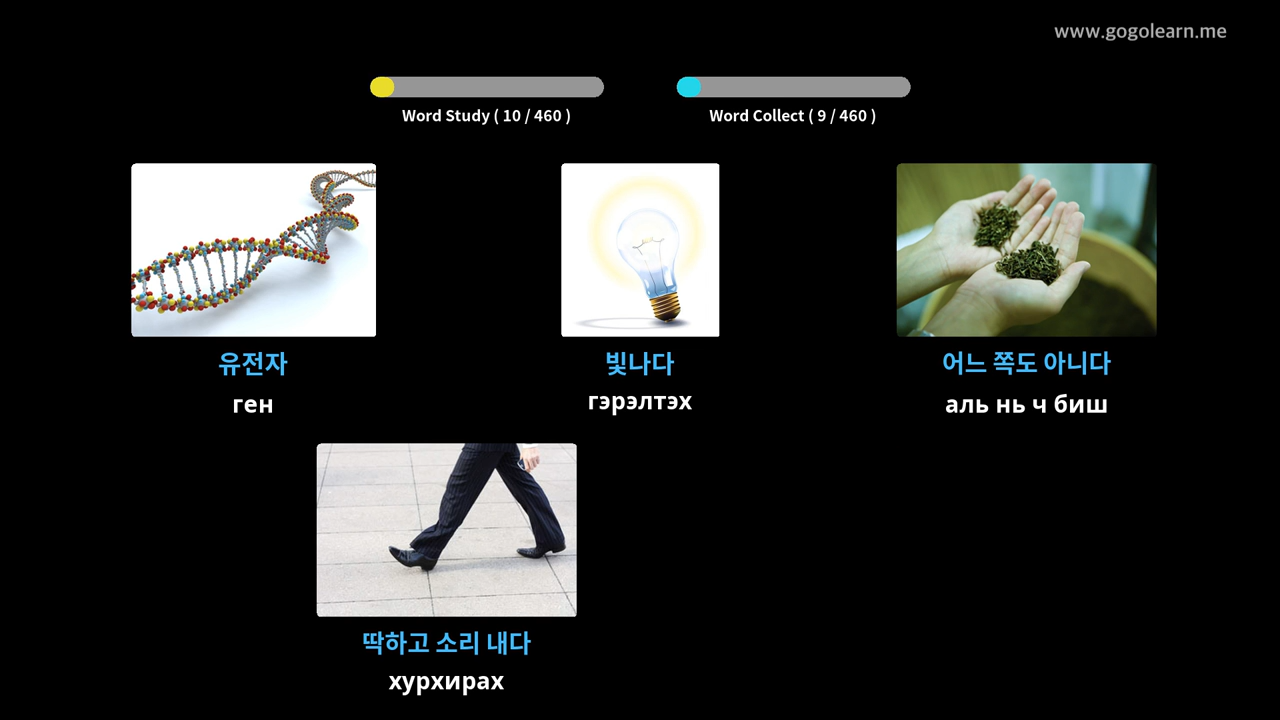 www.gogolearn.me
Word Study ( 10 / 460 )
Word Collect ( 9 / 460 )
유전자
ген
빛나다
гэрэлтэх
어느 쪽도 아니다
аль нь ч биш
딱하고 소리 내다
хурхирах